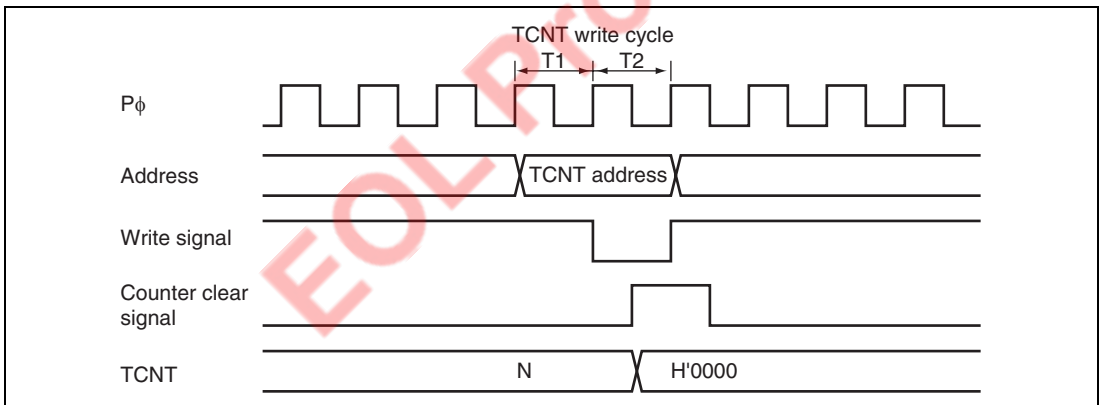 TCNT write cycle
T1 T2
Pϕ
Address
TCNT address
Write signal
Counter clear
signal
TCNT
N
H'0000
EOL Pro